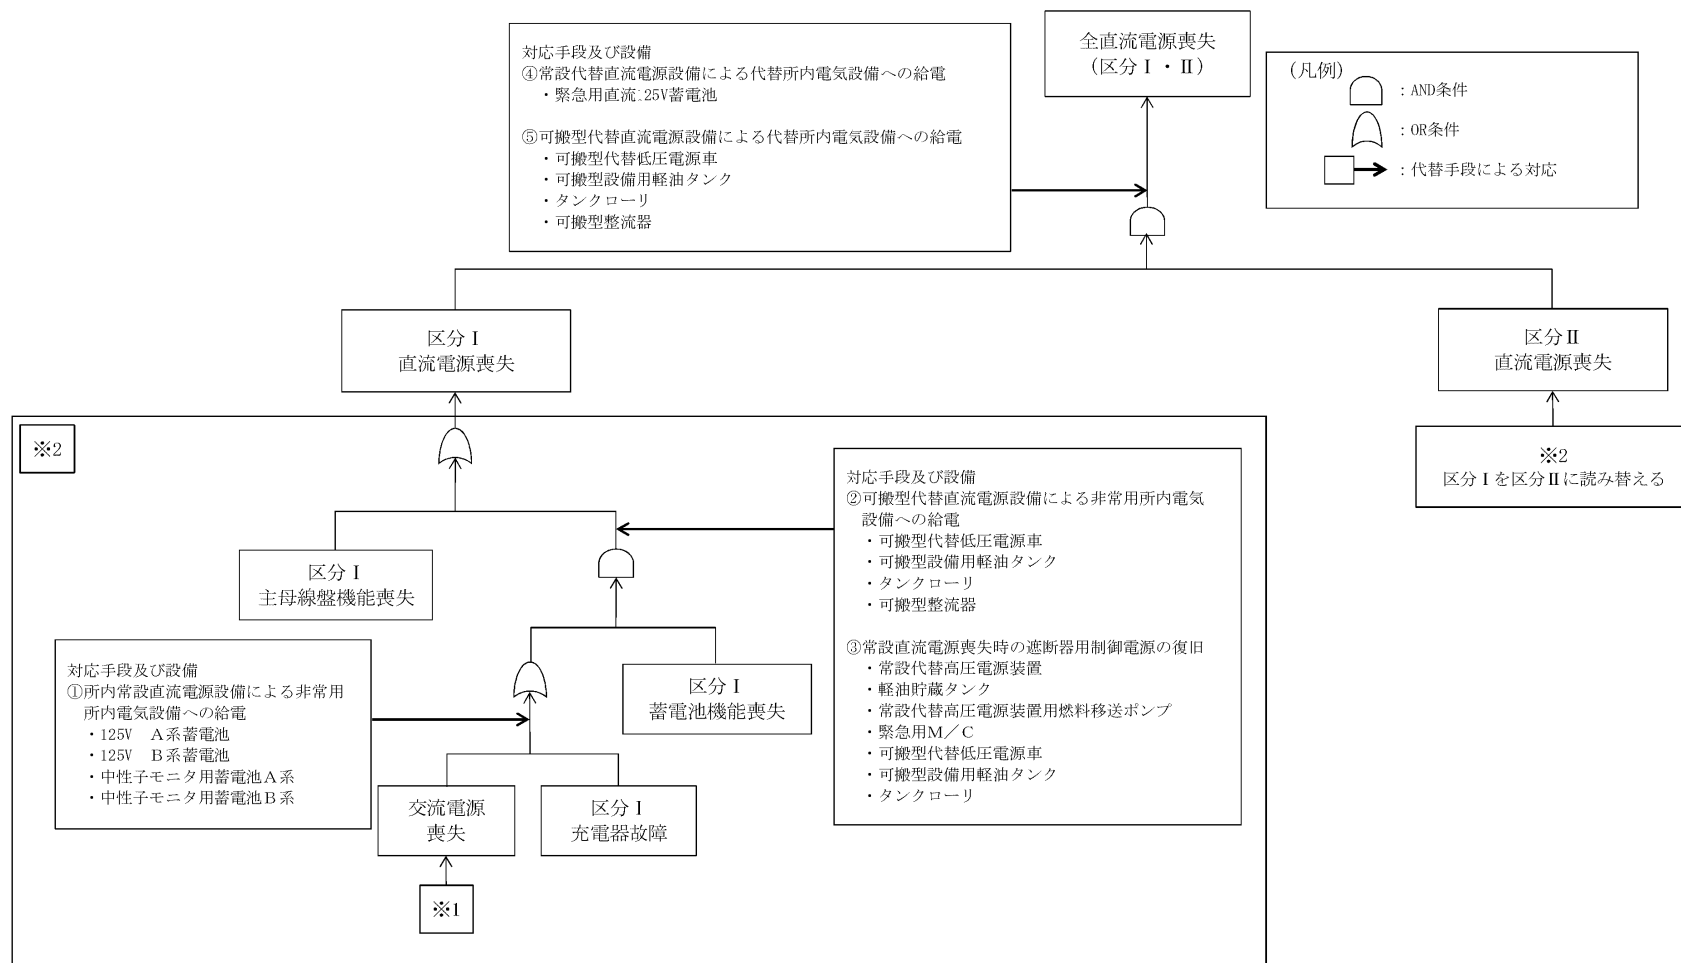 対応手段及び設備
④常設代替直流電源設備による代替所内電気設備への給電
・緊急用直流125V蓄電池
⑤可搬型代替直流電源設備による代替所内電気設備への給電
・可搬型代替低圧電源車
・可搬型設備用軽油タンク
・タンクローリ
・可搬型整流器
全直流電源喪失
(区分Ⅰ・Ⅱ)
(凡例)
：AND条件
：OR条件
：代替手段による対応
区分Ⅰ
直流電源喪失
区分Ⅱ
直流電源喪失
※2
※2
区分Ⅰを区分Ⅱに読み替える
対応手段及び設備
②可搬型代替直流電源設備による非常用所内電気
設備への給電
・可搬型代替低圧電源車
・可搬型設備用軽油タンク
・タンクローリ
・可搬型整流器
③常設直流電源喪失時の遮断器用制御電源の復旧
・常設代替高圧電源装置
・軽油貯蔵タンク
・常設代替高圧電源装置用燃料移送ポンプ
・緊急用M／C
・可搬型代替低圧電源車
・可搬型設備用軽油タンク
・タンクローリ
区分Ⅰ
主母線盤機能喪失
対応手段及び設備
①所内常設直流電源設備による非常用
所内電気設備への給電
・125V　A系蓄電池
・125V　B系蓄電池
・中性子モニタ用蓄電池A系
・中性子モニタ用蓄電池B系
区分Ⅰ
蓄電池機能喪失
交流電源
喪失
区分Ⅰ
充電器故障
※1